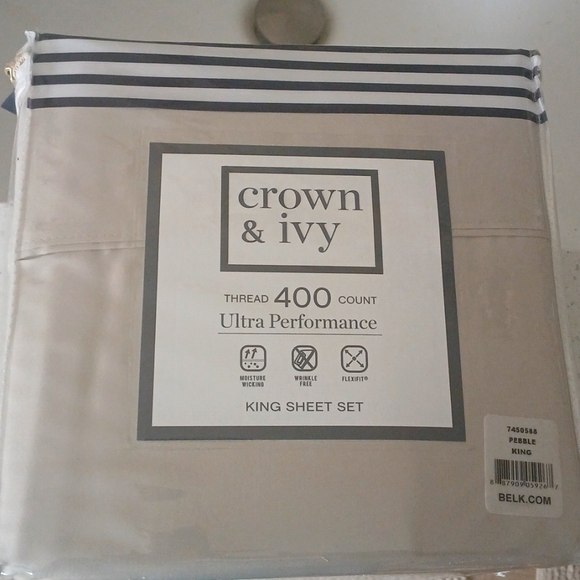 crown
& ivy
THREAD 400 COUNT
Ultra Performance
MOISTURE WICKING
WRINKLE FREE
FLEXIFIT®
KING SHEET SET
7450588
PEBBLE
KING
BELK.COM